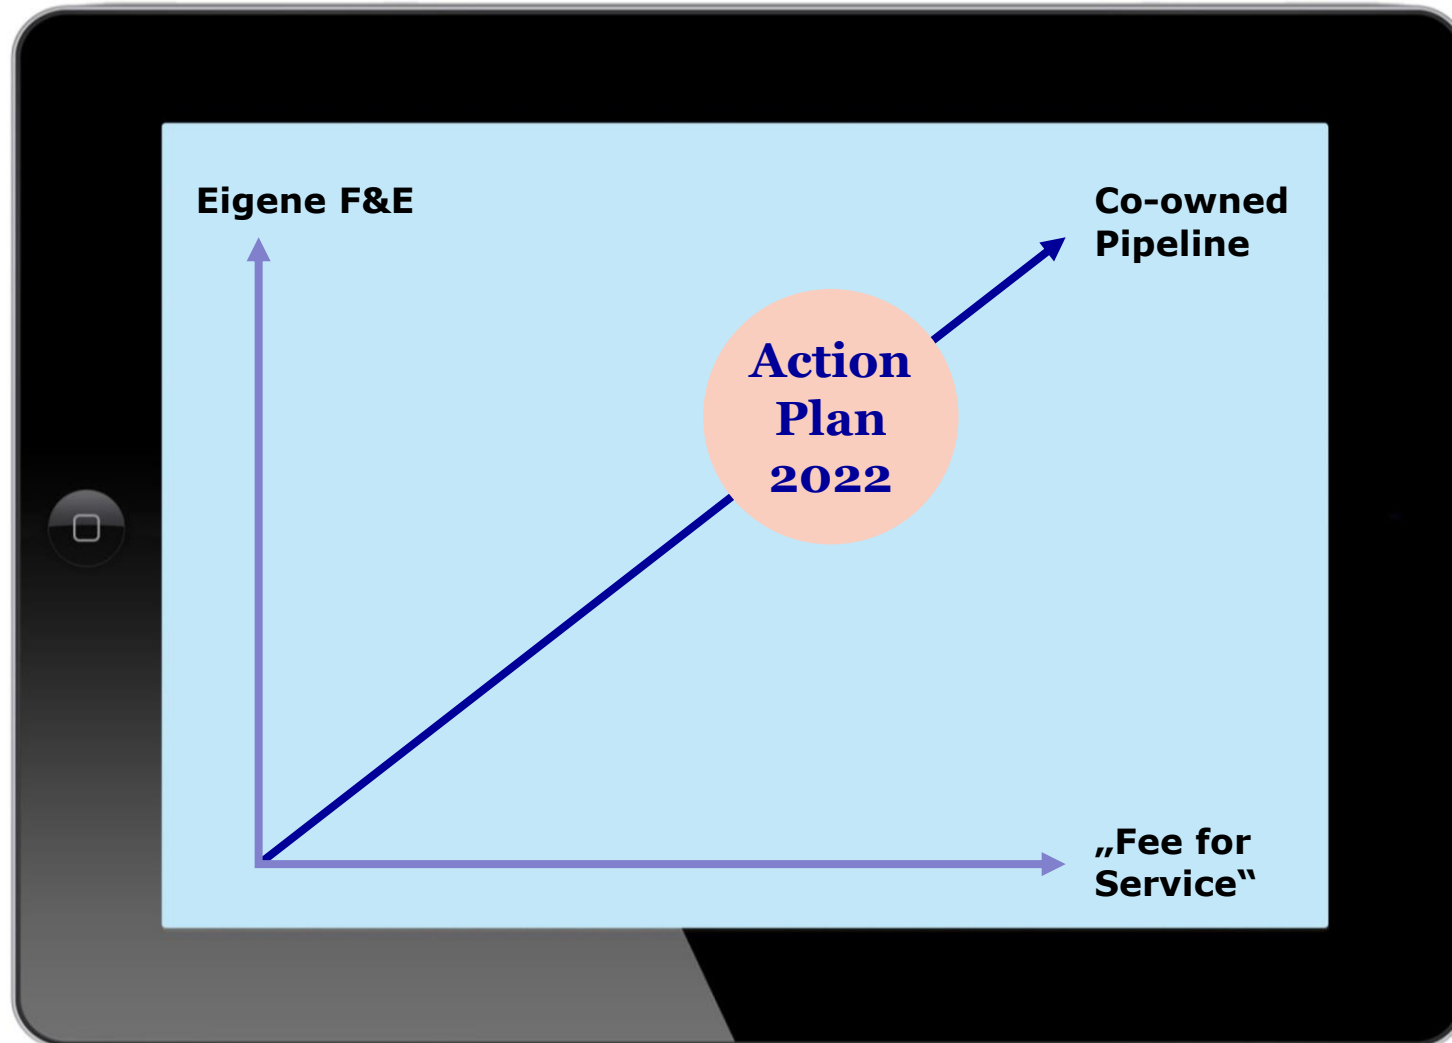 Eigene F&E
Co-owned
Pipeline
Action
Plan
2022
„Fee for
Service“